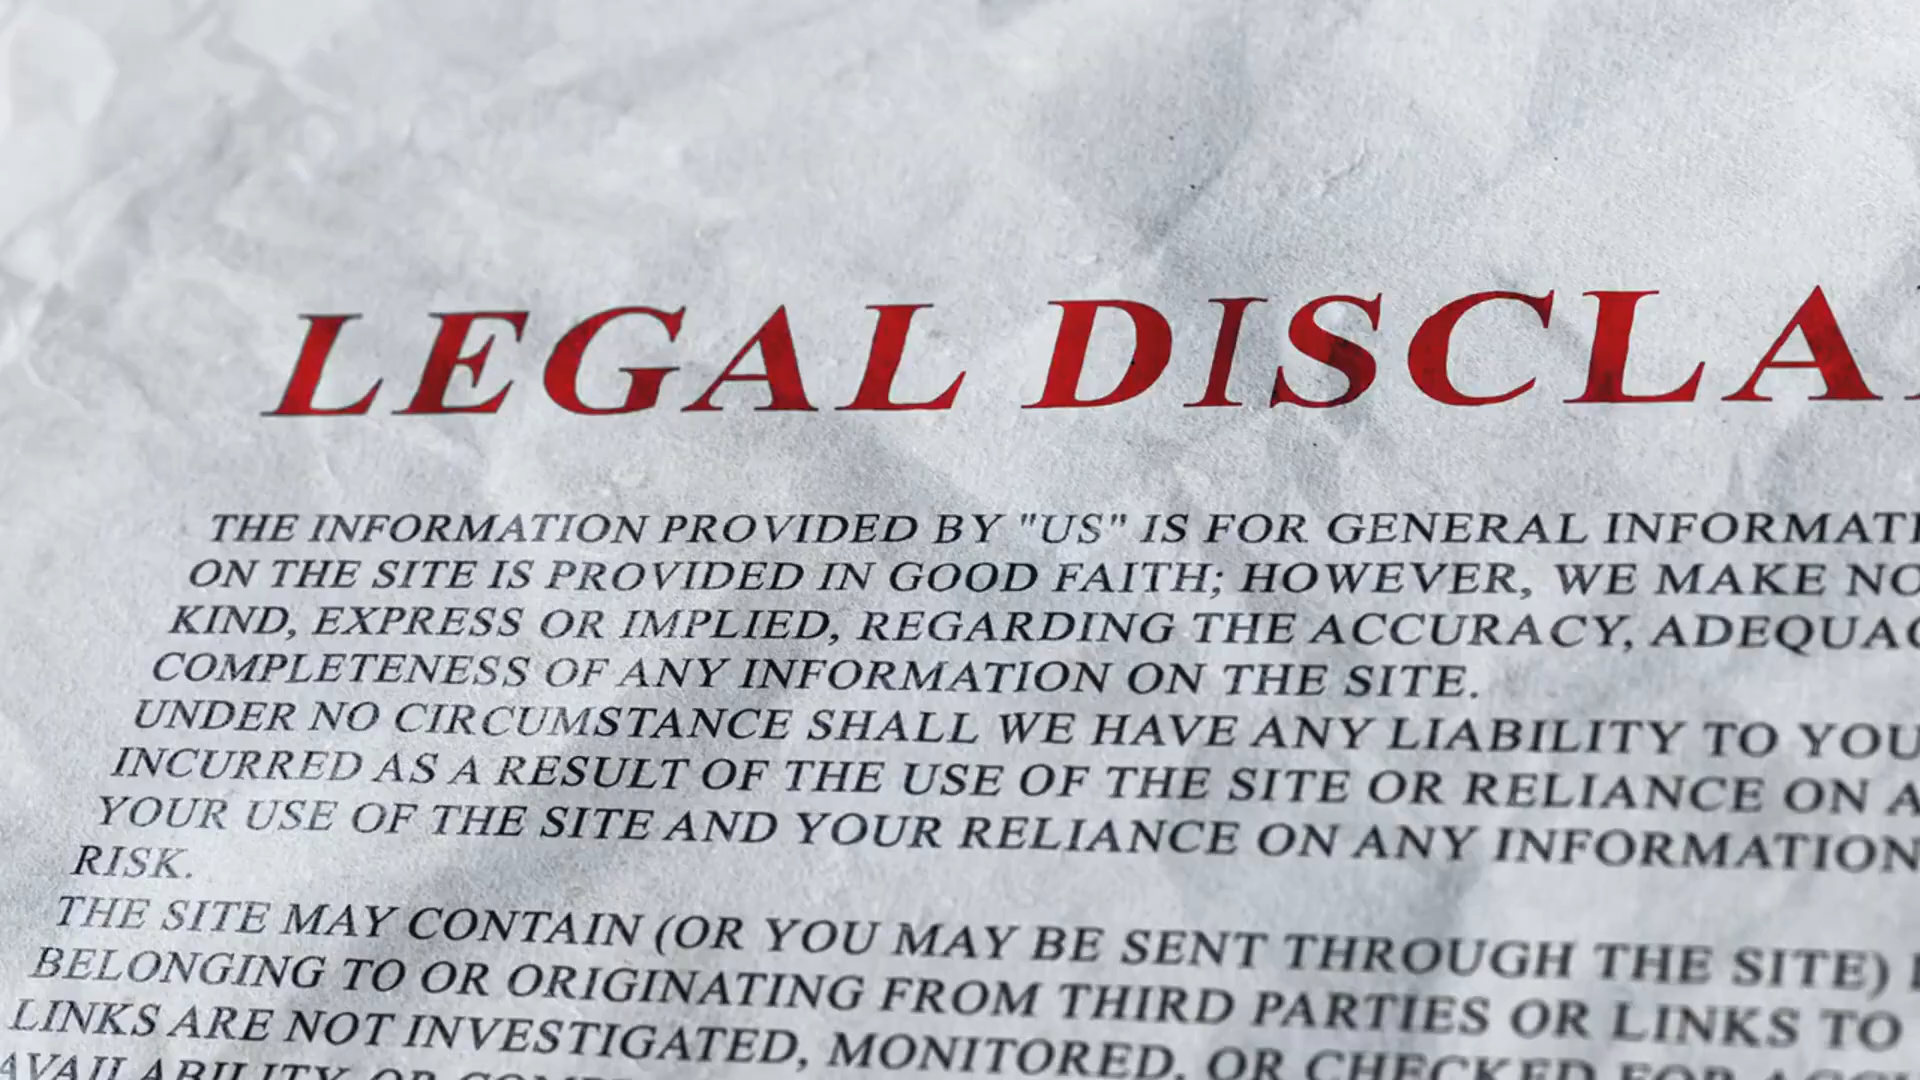 LEGAL DISCLA
THE INFORMATION PROVIDED BY "US" IS FOR GENERAL INFORMATI
ON THE SITE IS PROVIDED IN GOOD FAITH; HOWEVER, WE MAKE NO
KIND, EXPRESS OR IMPLIED, REGARDING THE ACCURACY, ADEQUAC
COMPLETENESS OF ANY INFORMATION ON THE SITE.
UNDER NO CIRCUMSTANCE SHALL WE HAVE ANY LIABILITY TO YOU
INCURRED AS A RESULT OF THE USE OF THE SITE OR RELIANCE ON A
YOUR USE OF THE SITE AND YOUR RELIANCE ON ANY INFORMATION
RISK.
THE SITE MAY CONTAIN (OR YOU MAY BE SENT THROUGH THE SITE)
BELONGING TO OR ORIGINATING FROM THIRD PARTIES OR LINKS TO
LINKS ARE NOT INVESTIGATED, MONITORED, OR CHECKED FOR
AVAILABILITY OR